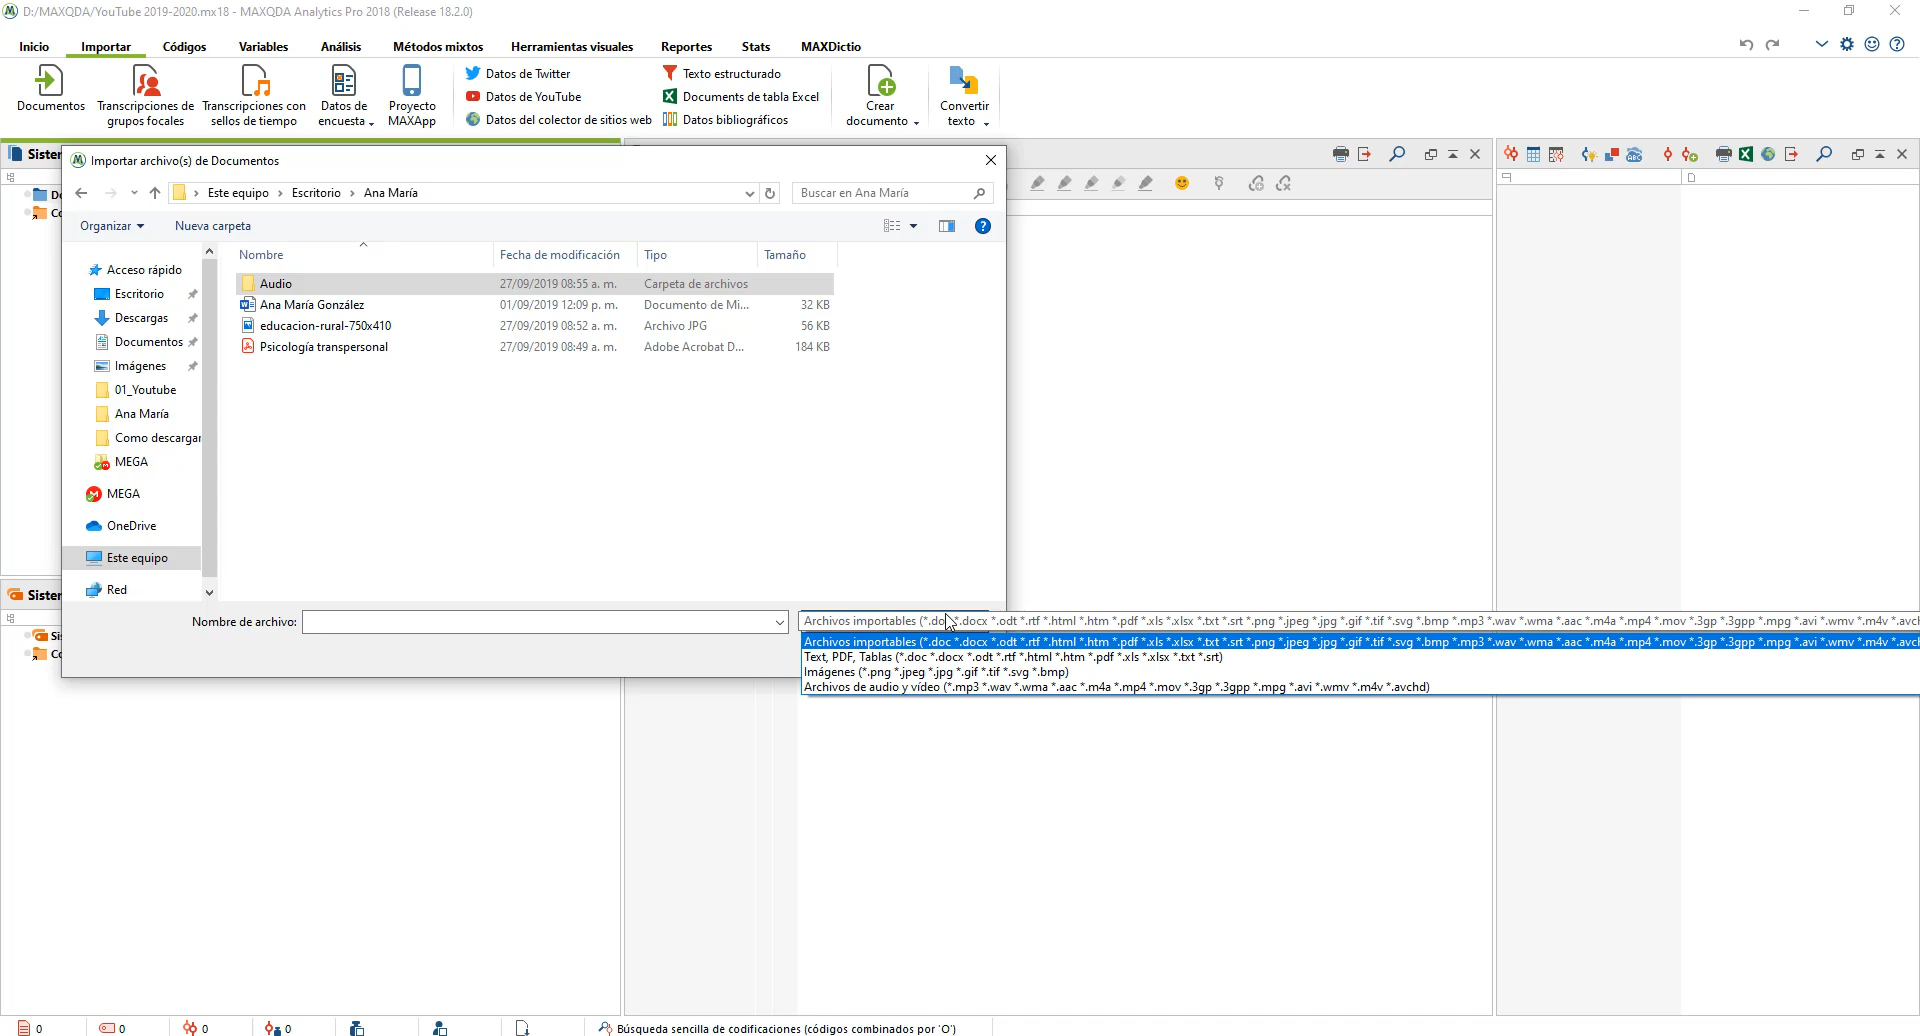 D:/MAXQDA/YouTube 2019-2020.mx18 - MAXQDA Analytics Pro 2018 (Release 18.2.0)
Inicio Importar Códigos Variables Análisis Métodos mixtos Herramientas visuales Reportes Stats MAXDictio
Documentos
Transcripciones de grupos focales
Transcripciones con sellos de tiempo
Datos de encuesta
Proyecto MAXApp
Datos de Twitter
Datos de YouTube
Datos del colector de sitios web
Texto estructurado
Documents de tabla Excel
Datos bibliográficos
Crear documento
Convertir texto
Sister
Do
Co
Importar archivo(s) de Documentos
Este equipo > Escritorio > Ana María
Buscar en Ana María
Organizar Nueva carpeta
Nombre Fecha de modificación Tipo Tamaño
Audio 27/09/2019 08:55 a. m. Carpeta de archivos
Ana María González 01/09/2019 12:09 p. m. Documento de Mi... 32 KB
educacion-rural-750x410 27/09/2019 08:52 a. m. Archivo JPG 56 KB
Psicología transpersonal 27/09/2019 08:49 a. m. Adobe Acrobat D... 184 KB
Acceso rápido
Escritorio
Descargas
Documentos
Imágenes
01_Youtube
Ana María
Como descargar
MEGA
MEGA
OneDrive
Este equipo
Red
Sister
Sis
Co
Nombre de archivo:
Archivos importables (*.doc *.docx *.odt *.rtf *.html *.htm *.pdf *.xls *.xlsx *.txt *.srt *.png *.jpeg *.jpg *.gif *.tif *.svg *.bmp *.mp3 *.wav *.wma *.aac *.m4a *.mp4 *.mov *.3gp *.3gpp *.mpg *.avi *.wmv *.m4v *.avch
Archivos importables (*.doc *.docx *.odt *.rtf *.html *.htm *.pdf *.xls *.xlsx *.txt *.srt *.png *.jpeg *.jpg *.gif *.tif *.svg *.bmp *.mp3 *.wav *.wma *.aac *.m4a *.mp4 *.mov *.3gp *.3gpp *.mpg *.avi *.wmv *.m4v *.avch
Text, PDF, Tablas (*.doc *.docx *.odt *.rtf *.html *.htm *.pdf *.xls *.xlsx *.txt *.srt)
Imágenes (*.png *.jpeg *.jpg *.gif *.tif *.svg *.bmp)
Archivos de audio y vídeo (*.mp3 *.wav *.wma *.aac *.m4a *.mp4 *.mov *.3gp *.3gpp *.mpg *.avi *.wmv *.m4v *.avchd)
0 0 0 0 Búsqueda sencilla de codificaciones (códigos combinados por 'O')